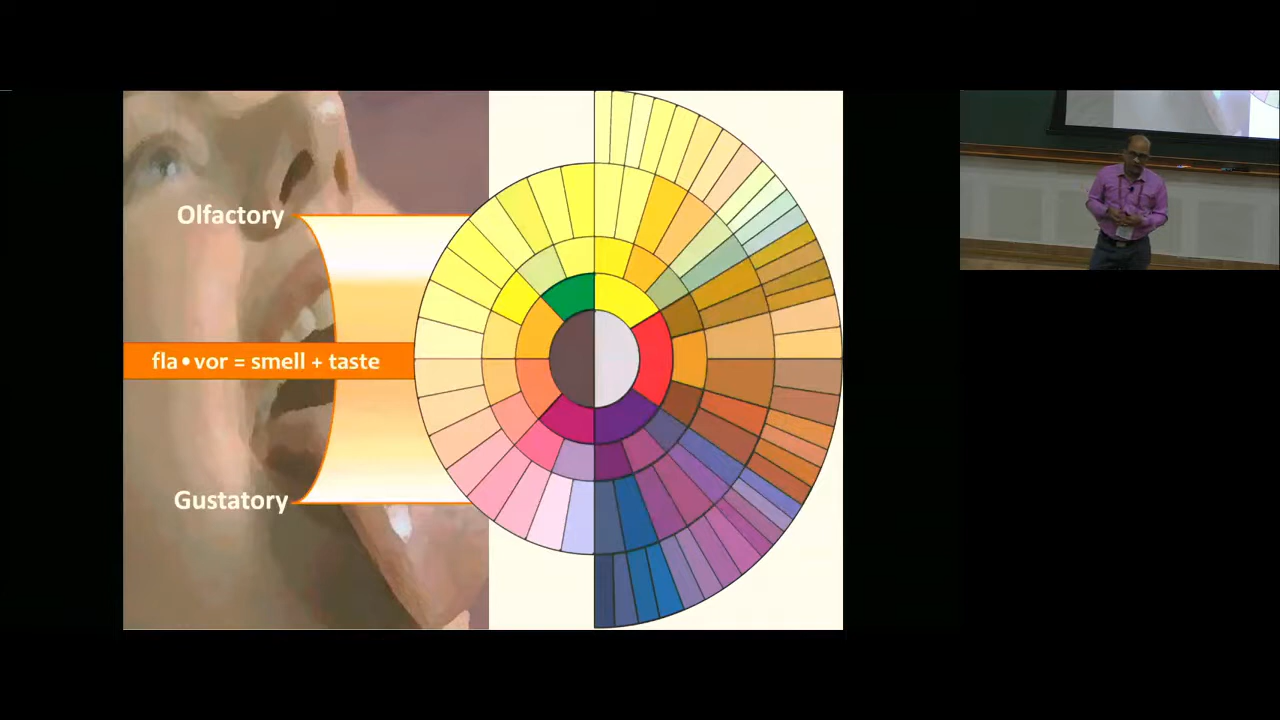 Olfactory
fla•vor = smell + taste
Gustatory